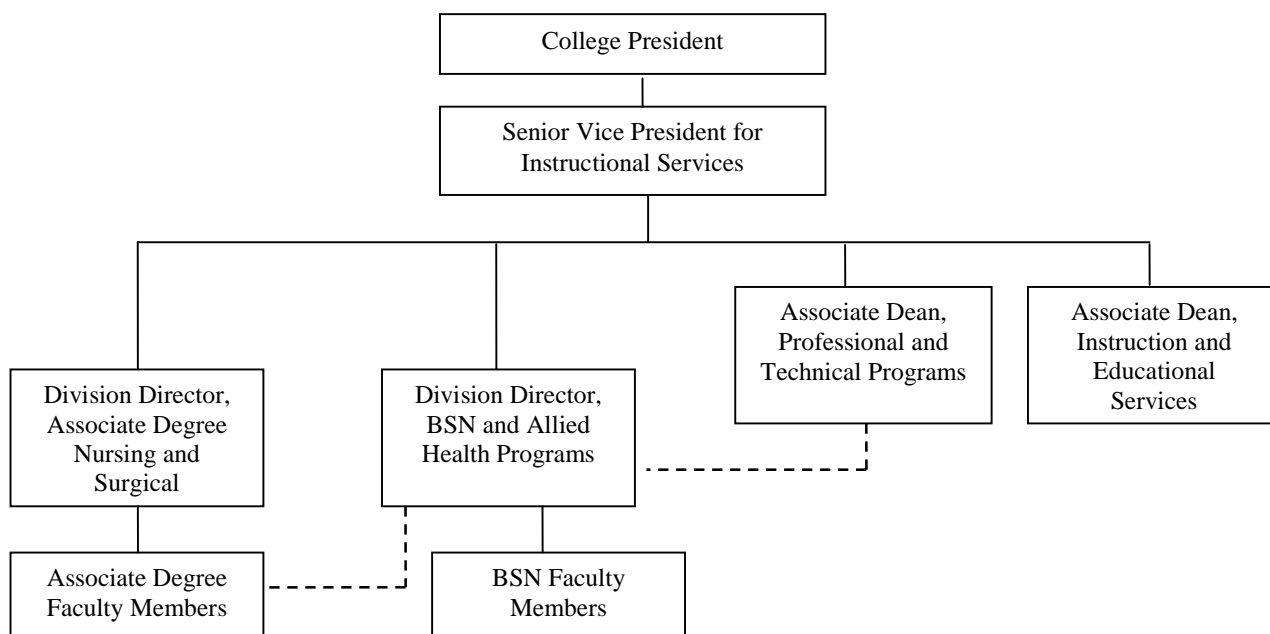 College President
Senior Vice President for
Instructional Services
Associate Dean,
Professional and
Technical Programs
Associate Dean,
Instruction and
Educational
Services
Division Director,
Associate Degree
Nursing and
Surgical
Division Director,
BSN and Allied
Health Programs
Associate Degree
Faculty Members
BSN Faculty
Members